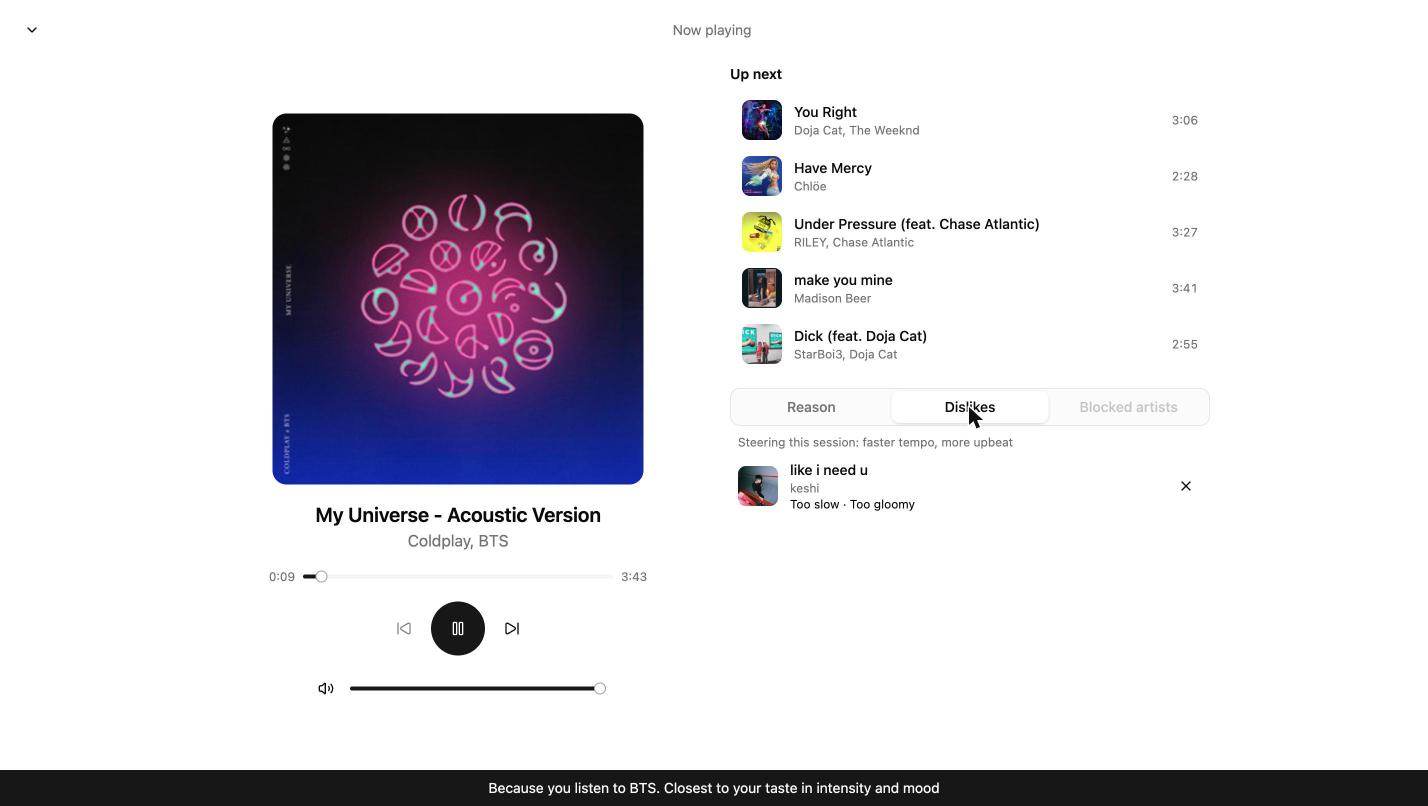 Now playing
MY UNIVERSE
COLDPLAY x BTS
My Universe - Acoustic Version
Coldplay, BTS
0:09
3:43
Up next
You Right
Doja Cat, The Weeknd
3:06
Have Mercy
Chlöe
2:28
Under Pressure (feat. Chase Atlantic)
RILEY, Chase Atlantic
3:27
make you mine
Madison Beer
3:41
Dick (feat. Doja Cat)
StarBoi3, Doja Cat
2:55
Reason
Dislikes
Blocked artists
Steering this session: faster tempo, more upbeat
like i need u
keshi
Too slow · Too gloomy
Because you listen to BTS. Closest to your taste in intensity and mood